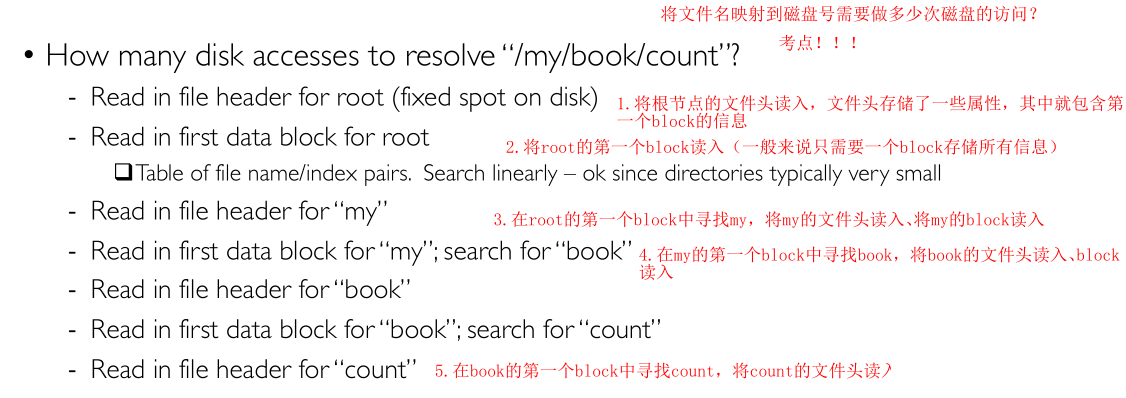 将文件名映射到磁盘号需要做多少次磁盘的访问？
考点！！！
• How many disk accesses to resolve “/my/book/count”?
- Read in file header for root (fixed spot on disk)
1.将根节点的文件头读入，文件头存储了一些属性，其中就包含第
一个block的信息
- Read in first data block for root
2.将root的第一个block读入（一般来说只需要一个block存储所有信息）
❑Table of file name/index pairs. Search linearly – ok since directories typically very small
- Read in file header for “my”
3.在root的第一个block中寻找my，将my的文件头读入、将my的block读入
- Read in first data block for “my”; search for “book”
4.在my的第一个block中寻找book，将book的文件头读入、block
读入
- Read in file header for “book”
- Read in first data block for “book”; search for “count”
- Read in file header for “count”
5.在book的第一个block中寻找count，将count的文件头读